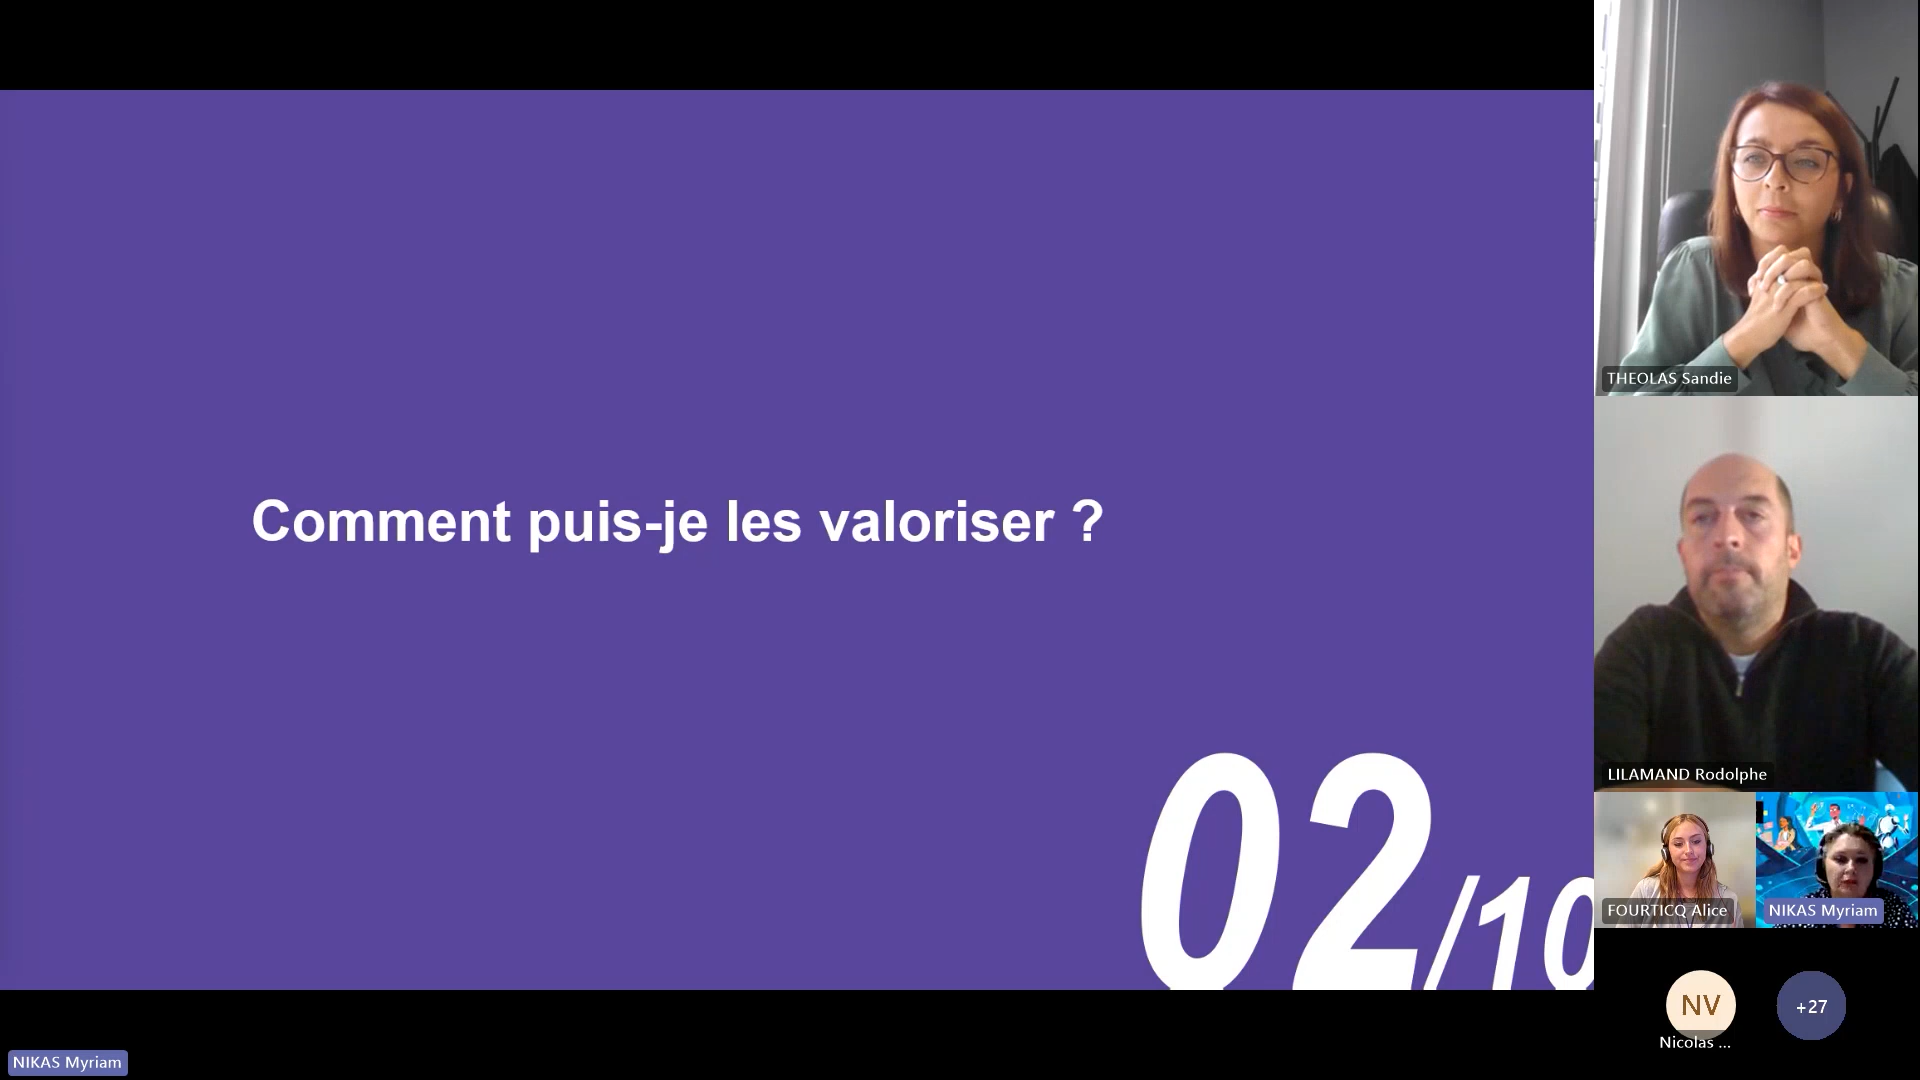 Comment puis-je les valoriser ?
02/10
THEOLAS Sandie
LILAMAND Rodolphe
FOURTICQ Alice
NIKAS Myriam
NV
+27
Nicolas ...
NIKAS Myriam